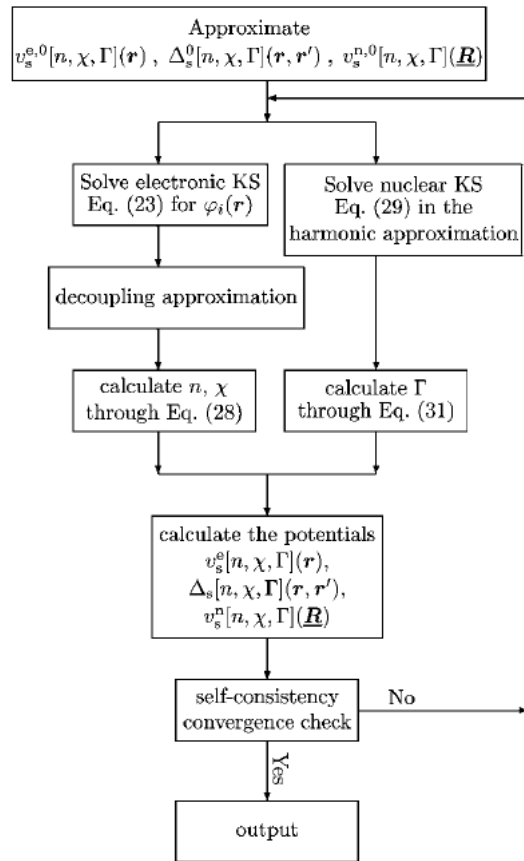 Approximate
v_s^{e,0}[n, χ, Γ](r) , Δ_s^0[n, χ, Γ](r, r′) , v_s^{n,0}[n, χ, Γ](R)
Solve electronic KS
Eq. (23) for φ_i(r)
Solve nuclear KS
Eq. (29) in the
harmonic approximation
decoupling approximation
calculate n, χ
through Eq. (28)
calculate Γ
through Eq. (31)
calculate the potentials
v_s^e[n, χ, Γ](r),
Δ_s[n, χ, Γ](r, r′),
v_s^n[n, χ, Γ](R)
self-consistency
convergence check
No
Yes
output